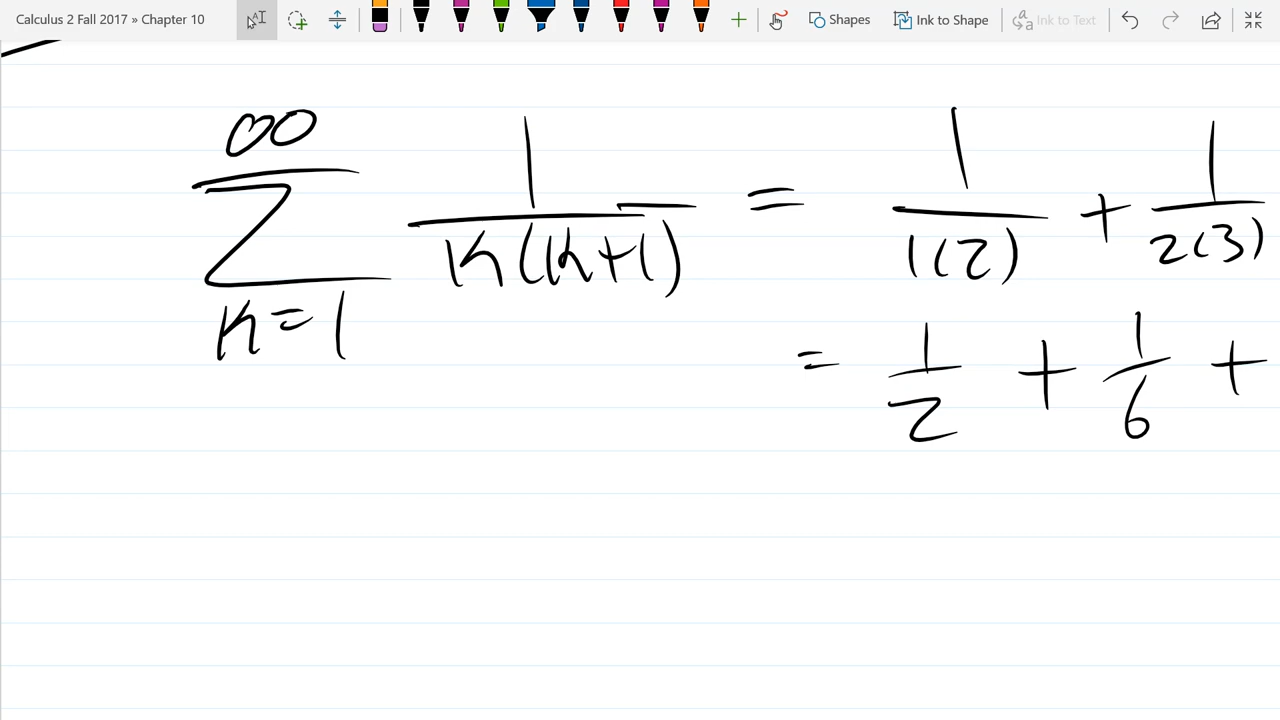 Calculus 2 Fall 2017 » Chapter 10 Shapes Ink to Shape Ink to Text
∞
∑ 1/(k(k+1)) = 1/(1(2)) + 1/(2(3))
k=1
= 1/2 + 1/6 +